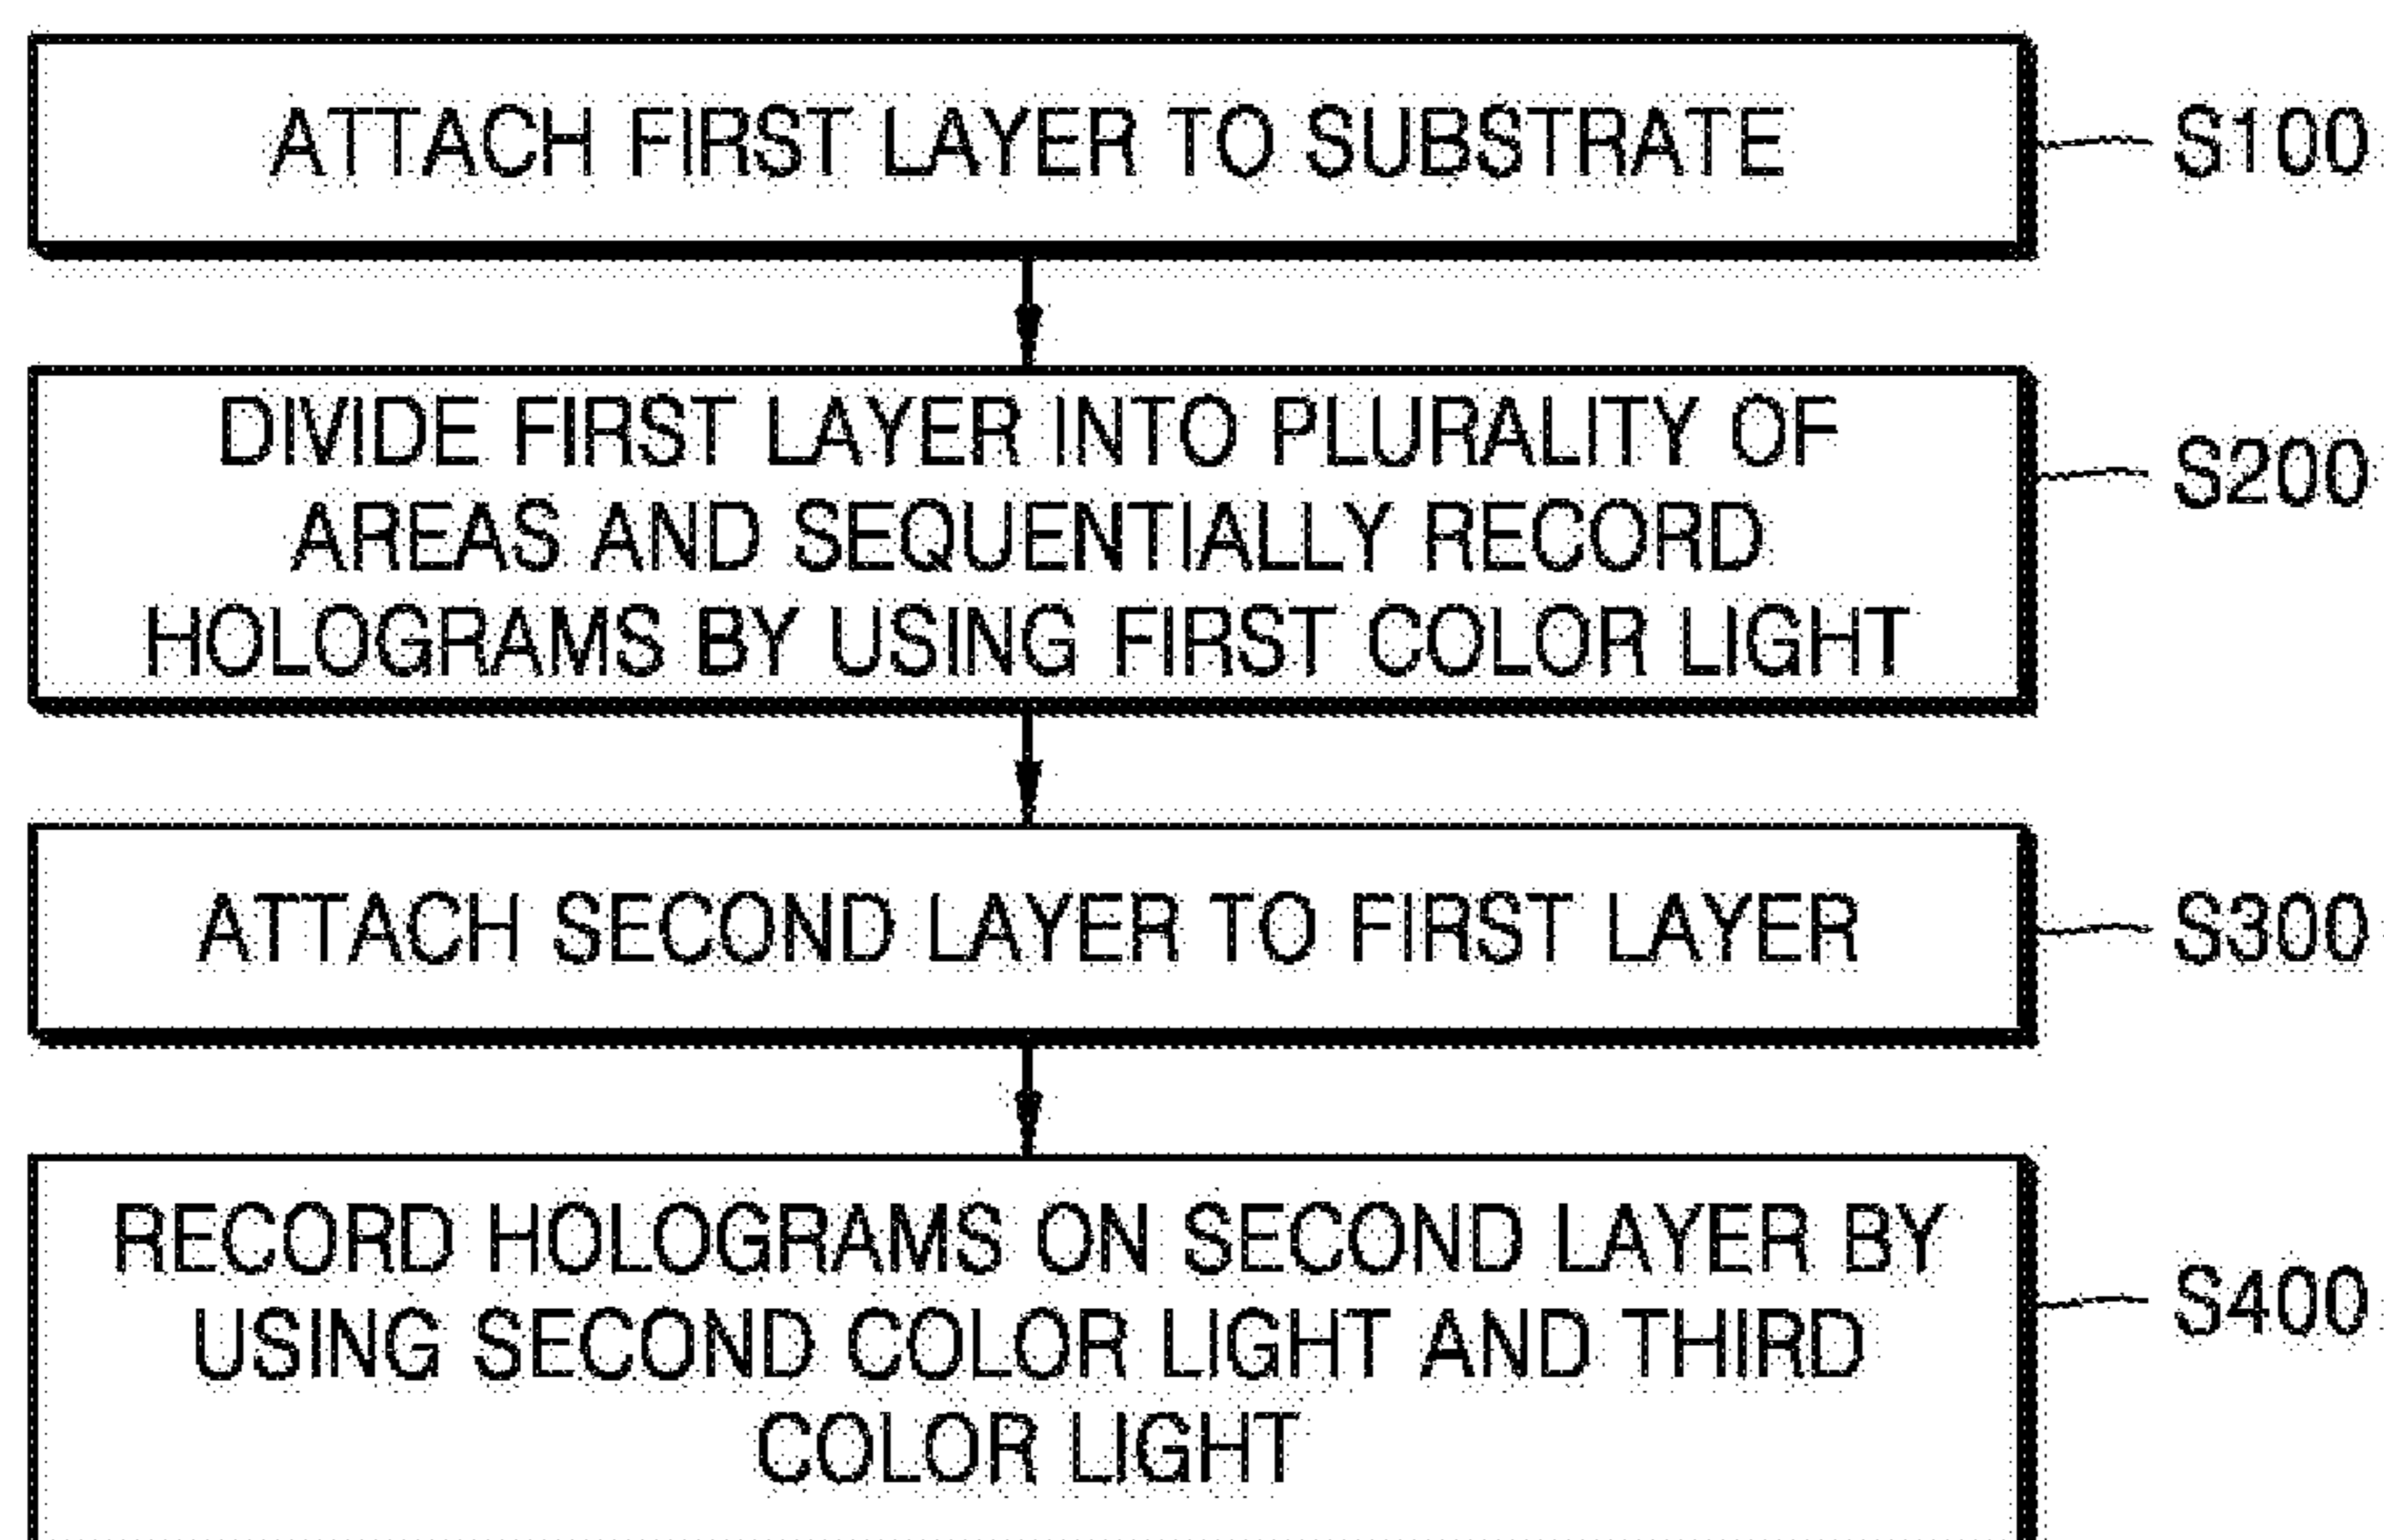 ATTACH FIRST LAYER TO SUBSTRATE
S100
DIVIDE FIRST LAYER INTO PLURALITY OF
AREAS AND SEQUENTIALLY RECORD
HOLOGRAMS BY USING FIRST COLOR LIGHT
S200
ATTACH SECOND LAYER TO FIRST LAYER
S300
RECORD HOLOGRAMS ON SECOND LAYER BY
USING SECOND COLOR LIGHT AND THIRD
COLOR LIGHT
S400